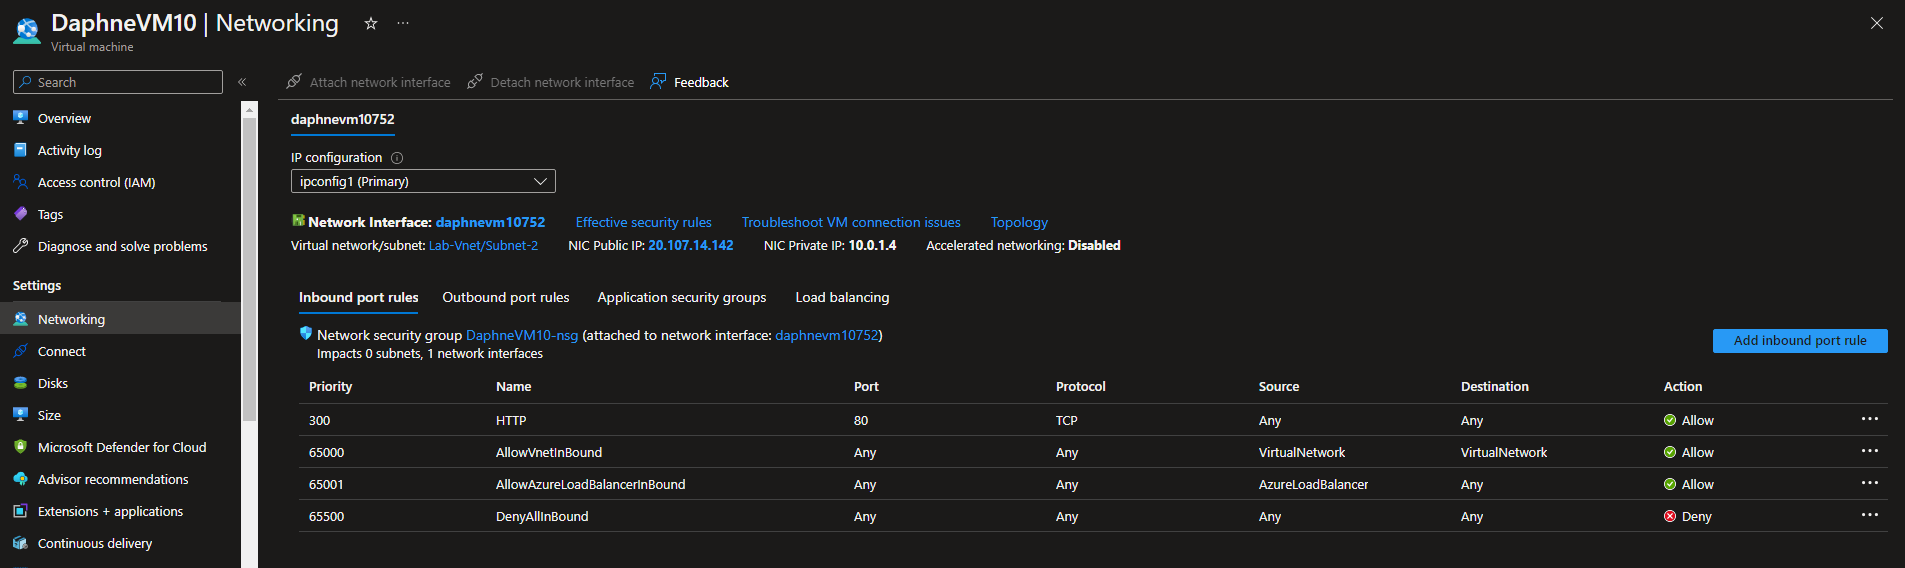 DaphneVM10 | Networking
Virtual machine
Search
Overview
Activity log
Access control (IAM)
Tags
Diagnose and solve problems
Settings
Networking
Connect
Disks
Size
Microsoft Defender for Cloud
Advisor recommendations
Extensions + applications
Continuous delivery
Attach network interface Detach network interface Feedback
daphnevm10752
IP configuration
ipconfig1 (Primary)
Network Interface: daphnevm10752 Effective security rules Troubleshoot VM connection issues Topology
Virtual network/subnet: Lab-Vnet/Subnet-2 NIC Public IP: 20.107.14.142 NIC Private IP: 10.0.1.4 Accelerated networking: Disabled
Inbound port rules Outbound port rules Application security groups Load balancing
Network security group DaphneVM10-nsg (attached to network interface: daphnevm10752)
Impacts 0 subnets, 1 network interfaces
Add inbound port rule
Priority Name Port Protocol Source Destination Action
300 HTTP 80 TCP Any Any Allow
65000 AllowVnetInBound Any Any VirtualNetwork VirtualNetwork Allow
65001 AllowAzureLoadBalancerInBound Any Any AzureLoadBalancer Any Allow
65500 DenyAllInBound Any Any Any Any Deny